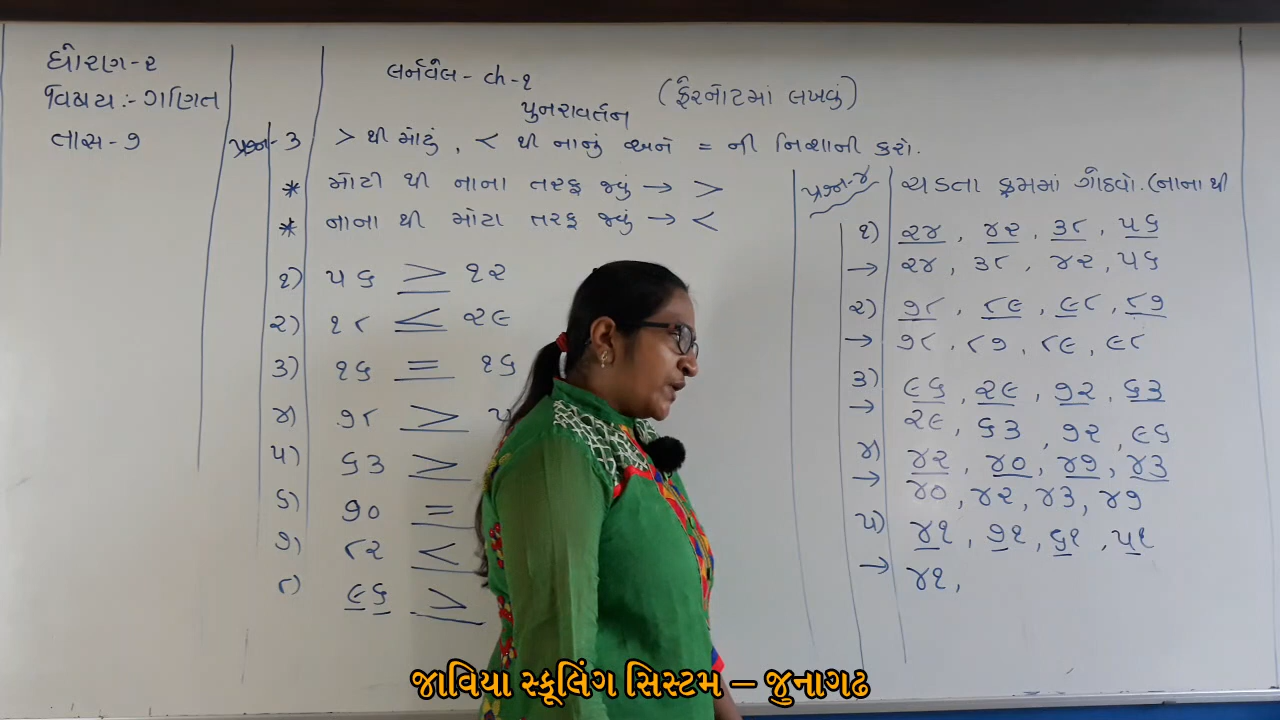 ધોરણ-૨
વિષય:- ગણિત
તાસ-૭
લર્નવેલ- ch-૧
પુનરાવર્તન
(ફેરનોટમાં લખવું)
પ્રશ્ન-૩ > થી મોટું, < થી નાનું અને = ની નિશાની કરો.
* મોટી થી નાના તરફ જવું → >
* નાના થી મોટા તરફ જવું → <
૧) ૫૬ > ૧૨
૨) ૧૮ < ૨૯
૩) ૧૬ = ૧૬
૪) ૭૮ >
૫) ૬૩ >
૬) ૭૦ =
૭) ૮૨ <
૮) ૯૬ >
પ્રશ્ન-૪ ચડતા ક્રમમાં ગોઠવો. (નાના થી
૧) ૨૪, ૪૨, ૩૮, ૫૬
→ ૨૪, ૩૮, ૪૨, ૫૬
૨) ૭૮, ૮૯, ૯૮, ૮૭
→ ૭૮, ૮૭, ૮૯, ૯૮
૩) ૯૬, ૨૯, ૭૨, ૬૩
→ ૨૯, ૬૩, ૭૨, ૯૬
૪) ૪૨, ૪૦, ૪૭, ૪૩
→ ૪૦, ૪૨, ૪૩, ૪૭
૫) ૪૧, ૭૧, ૬૧, ૫૧
→ ૪૧,
જાવિયા સ્કૂલિંગ સિસ્ટમ – જુનાગઢ